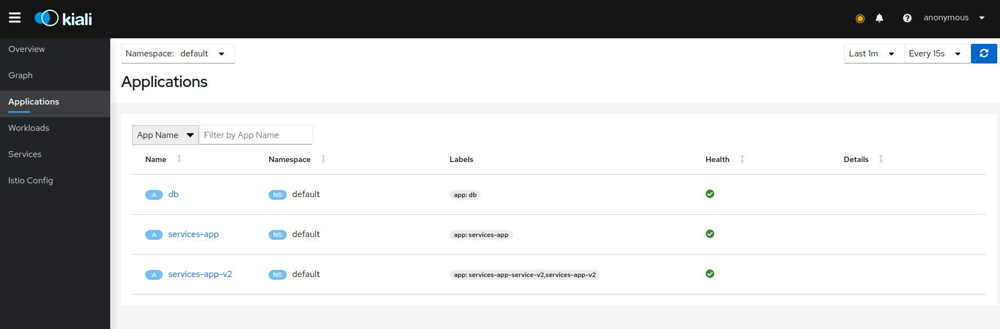 kiali
anonymous
Overview
Graph
Applications
Workloads
Services
Istio Config
Namespace: default
Last 1m
Every 15s
Applications
App Name
Filter by App Name
Name Namespace Labels Health Details
A db NS default app: db
A services-app NS default app: services-app
A services-app-v2 NS default app: services-app-service-v2,services-app-v2